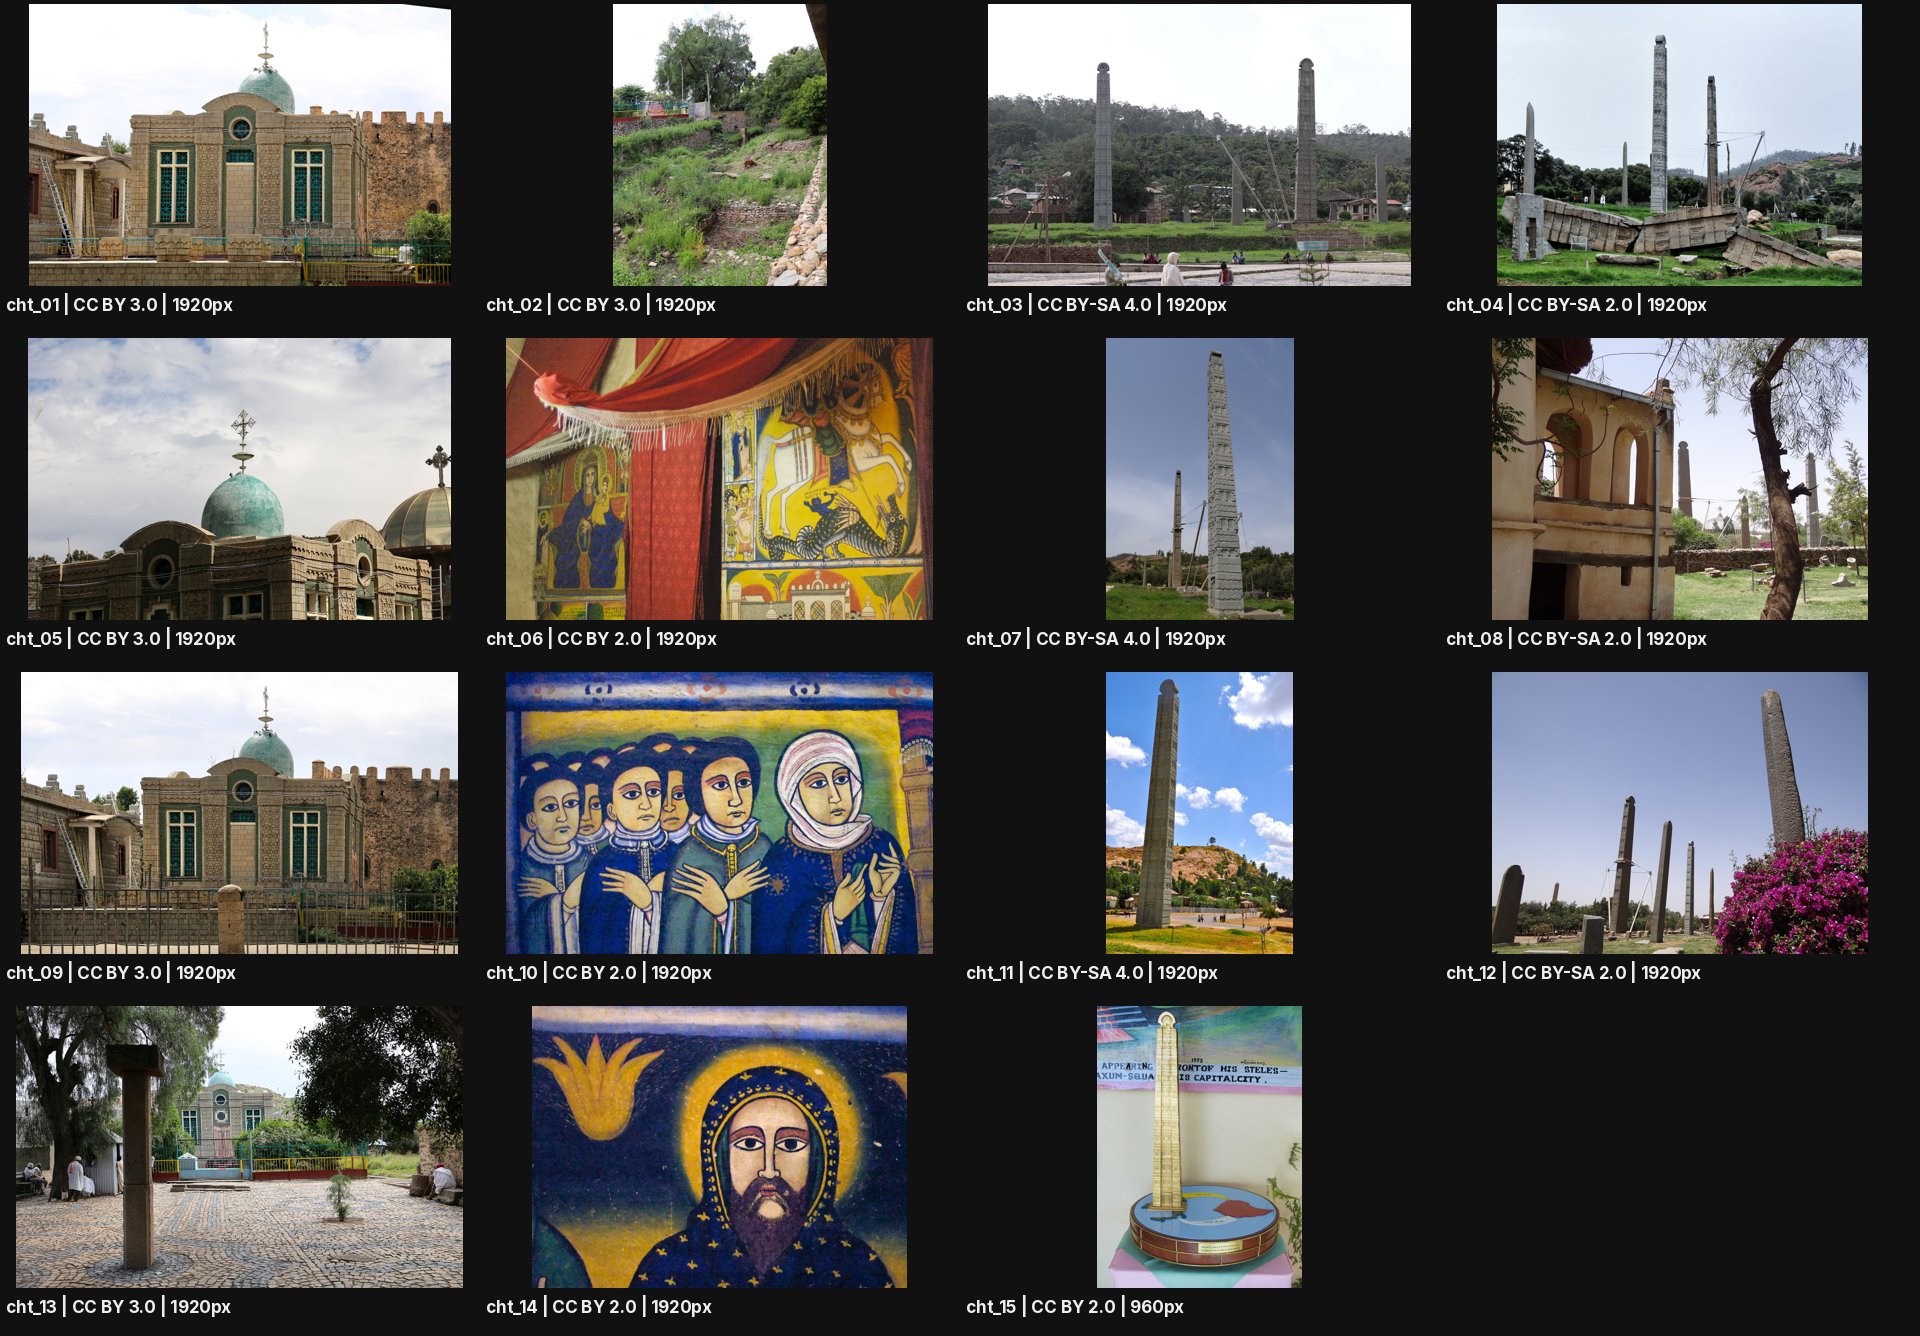 cht_01 | CC BY 3.0 | 1920px
cht_02 | CC BY 3.0 | 1920px
cht_03 | CC BY-SA 4.0 | 1920px
cht_04 | CC BY-SA 2.0 | 1920px
cht_05 | CC BY 3.0 | 1920px
cht_06 | CC BY 2.0 | 1920px
cht_07 | CC BY-SA 4.0 | 1920px
cht_08 | CC BY-SA 2.0 | 1920px
cht_09 | CC BY 3.0 | 1920px
cht_10 | CC BY 2.0 | 1920px
cht_11 | CC BY-SA 4.0 | 1920px
cht_12 | CC BY-SA 2.0 | 1920px
1973
APPEARING RONTOF HIS STELES—
AXUM-SQUA IS CAPITALCITY.
cht_13 | CC BY 3.0 | 1920px
cht_14 | CC BY 2.0 | 1920px
cht_15 | CC BY 2.0 | 960px